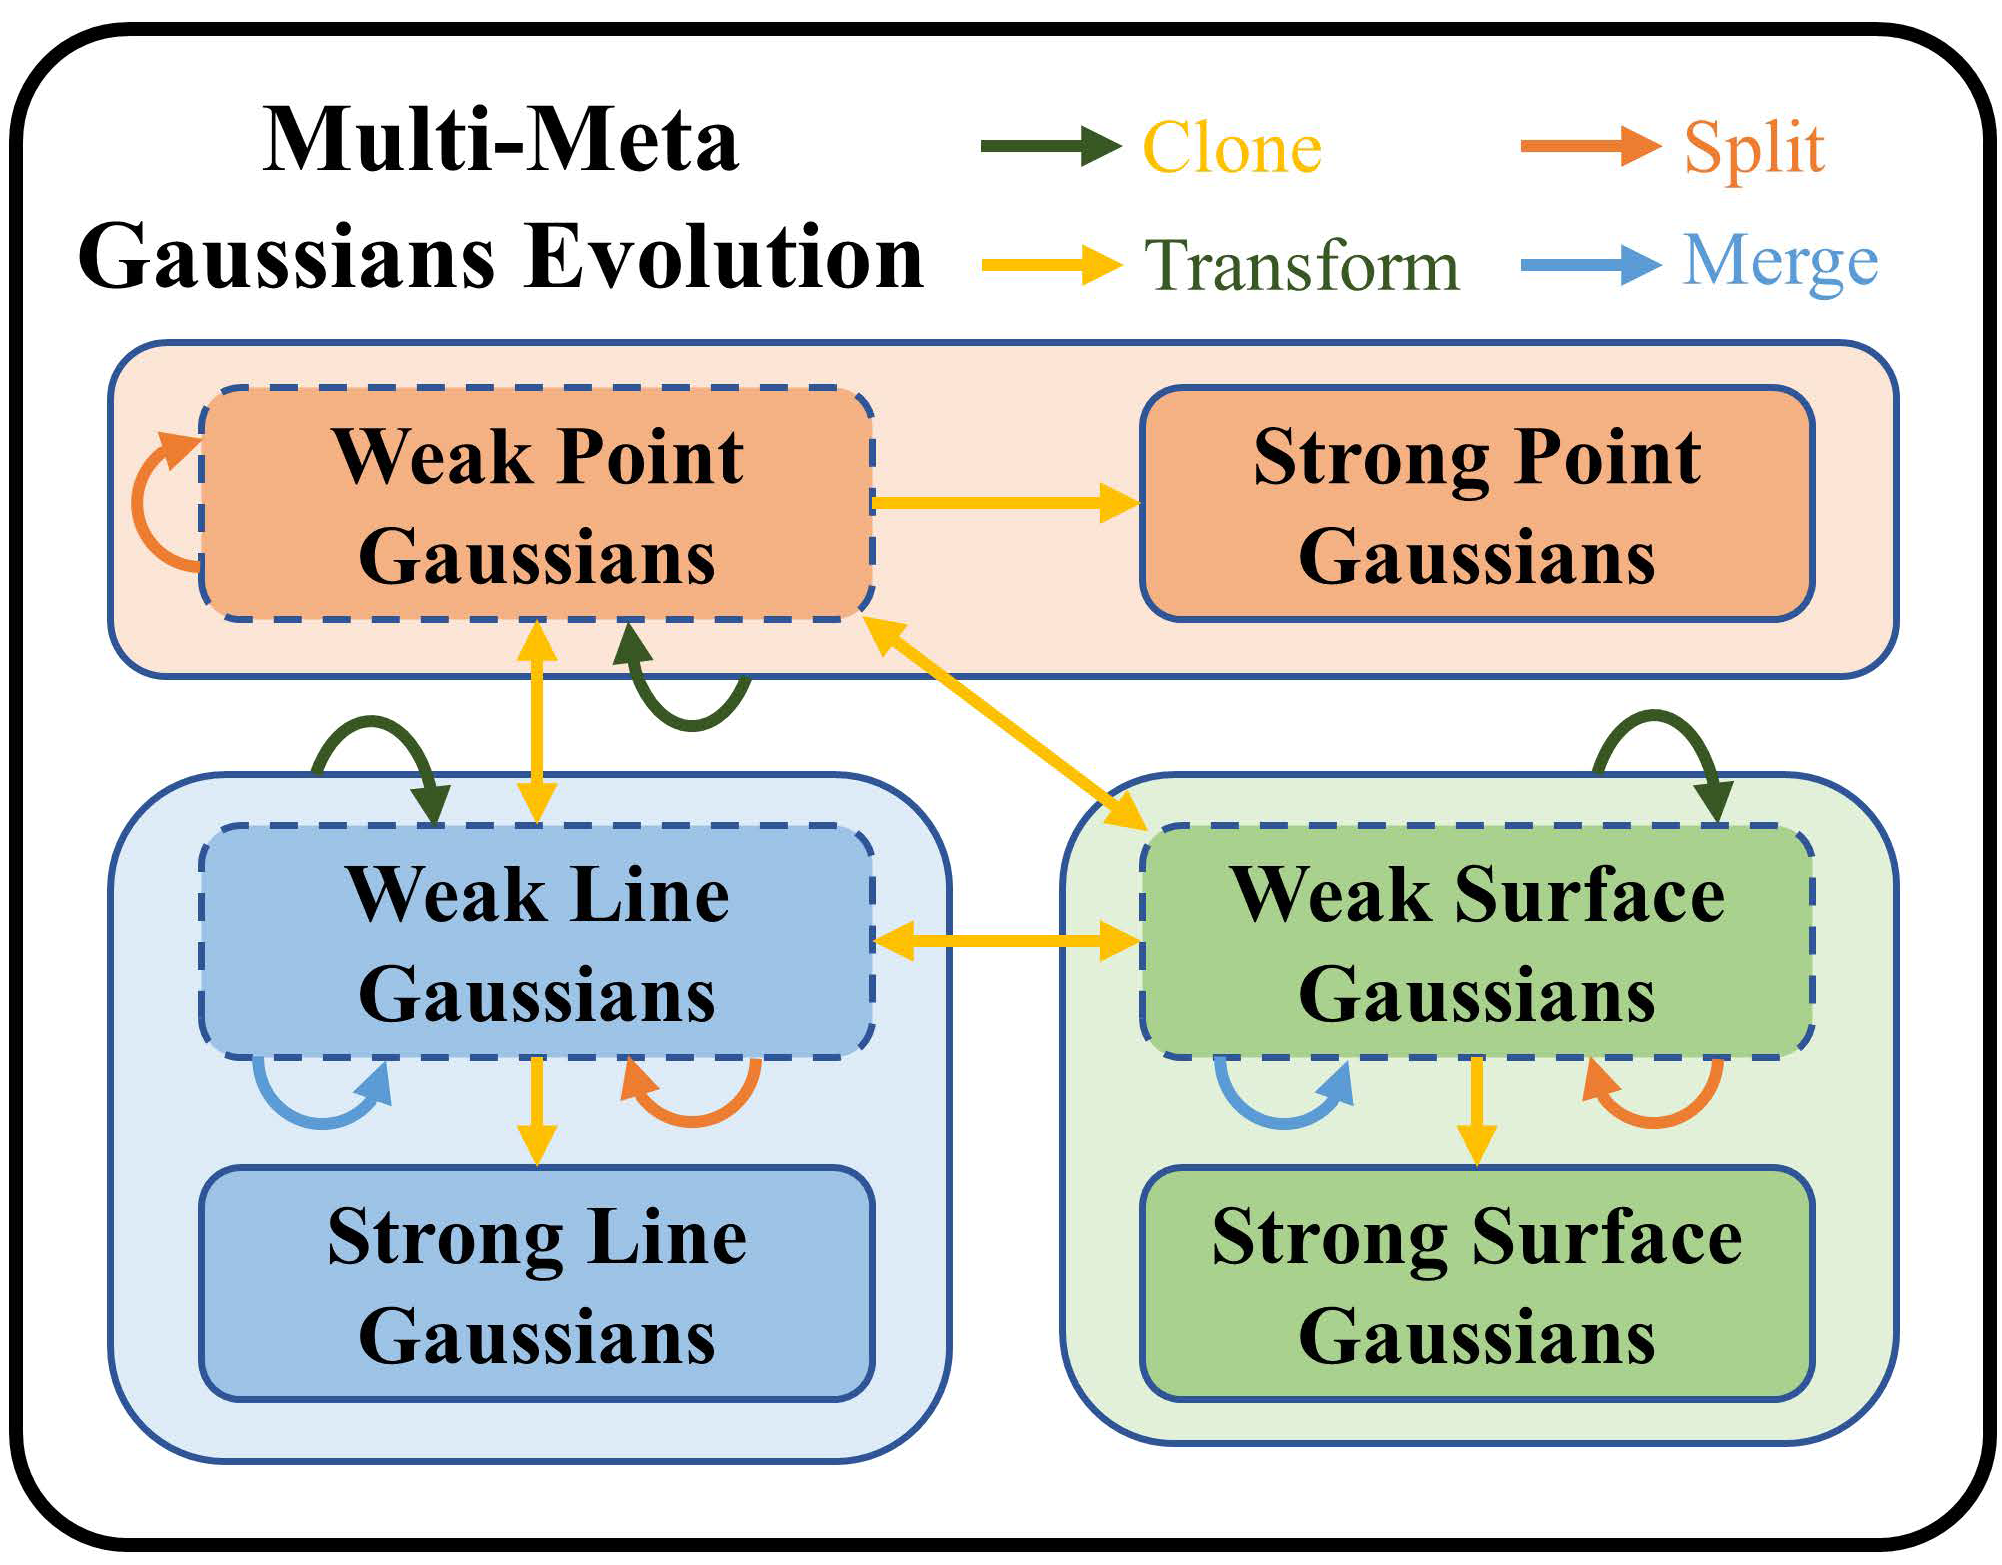 Multi-Meta
Gaussians Evolution
Clone
Split
Transform
Merge
Weak Point
Gaussians
Strong Point
Gaussians
Weak Line
Gaussians
Weak Surface
Gaussians
Strong Line
Gaussians
Strong Surface
Gaussians